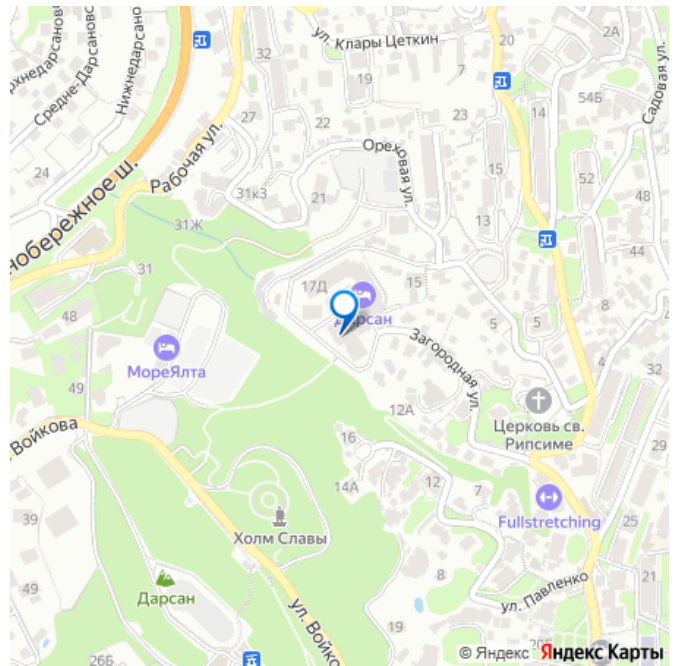 ул. Клары Цеткин
20
2А
32
19
7
Садовая ул.
54Б
рхнедарсановс
Средне-Дарсановс
Нижнедарсано
23
14
27
22
Ореховая ул.
15
52
24
Рабочая ул.
31к3
21
48
13
нобережное ш.
31Ж
44
31
17Д
15
8
48
Дарсан
5
5
4
МореЯлта
Загородная ул.
32
49
12А
Церковь св.
Рипсиме
Войкова
16
29
14А
12
7
39
Холм Славы
Fullstretching
25
8
49
Дарсан
ул. Павленко
21
ул. Войко
26Б
© Яндекс Яндекс Карты